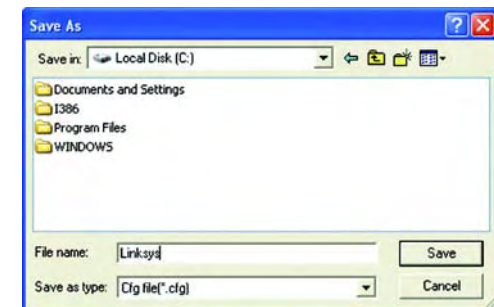 Save As
Save in: Local Disk (C:)
Documents and Settings
I386
Program Files
WINDOWS
File name: Linksys
Save
Save as type: Cfg file(*.cfg)
Cancel